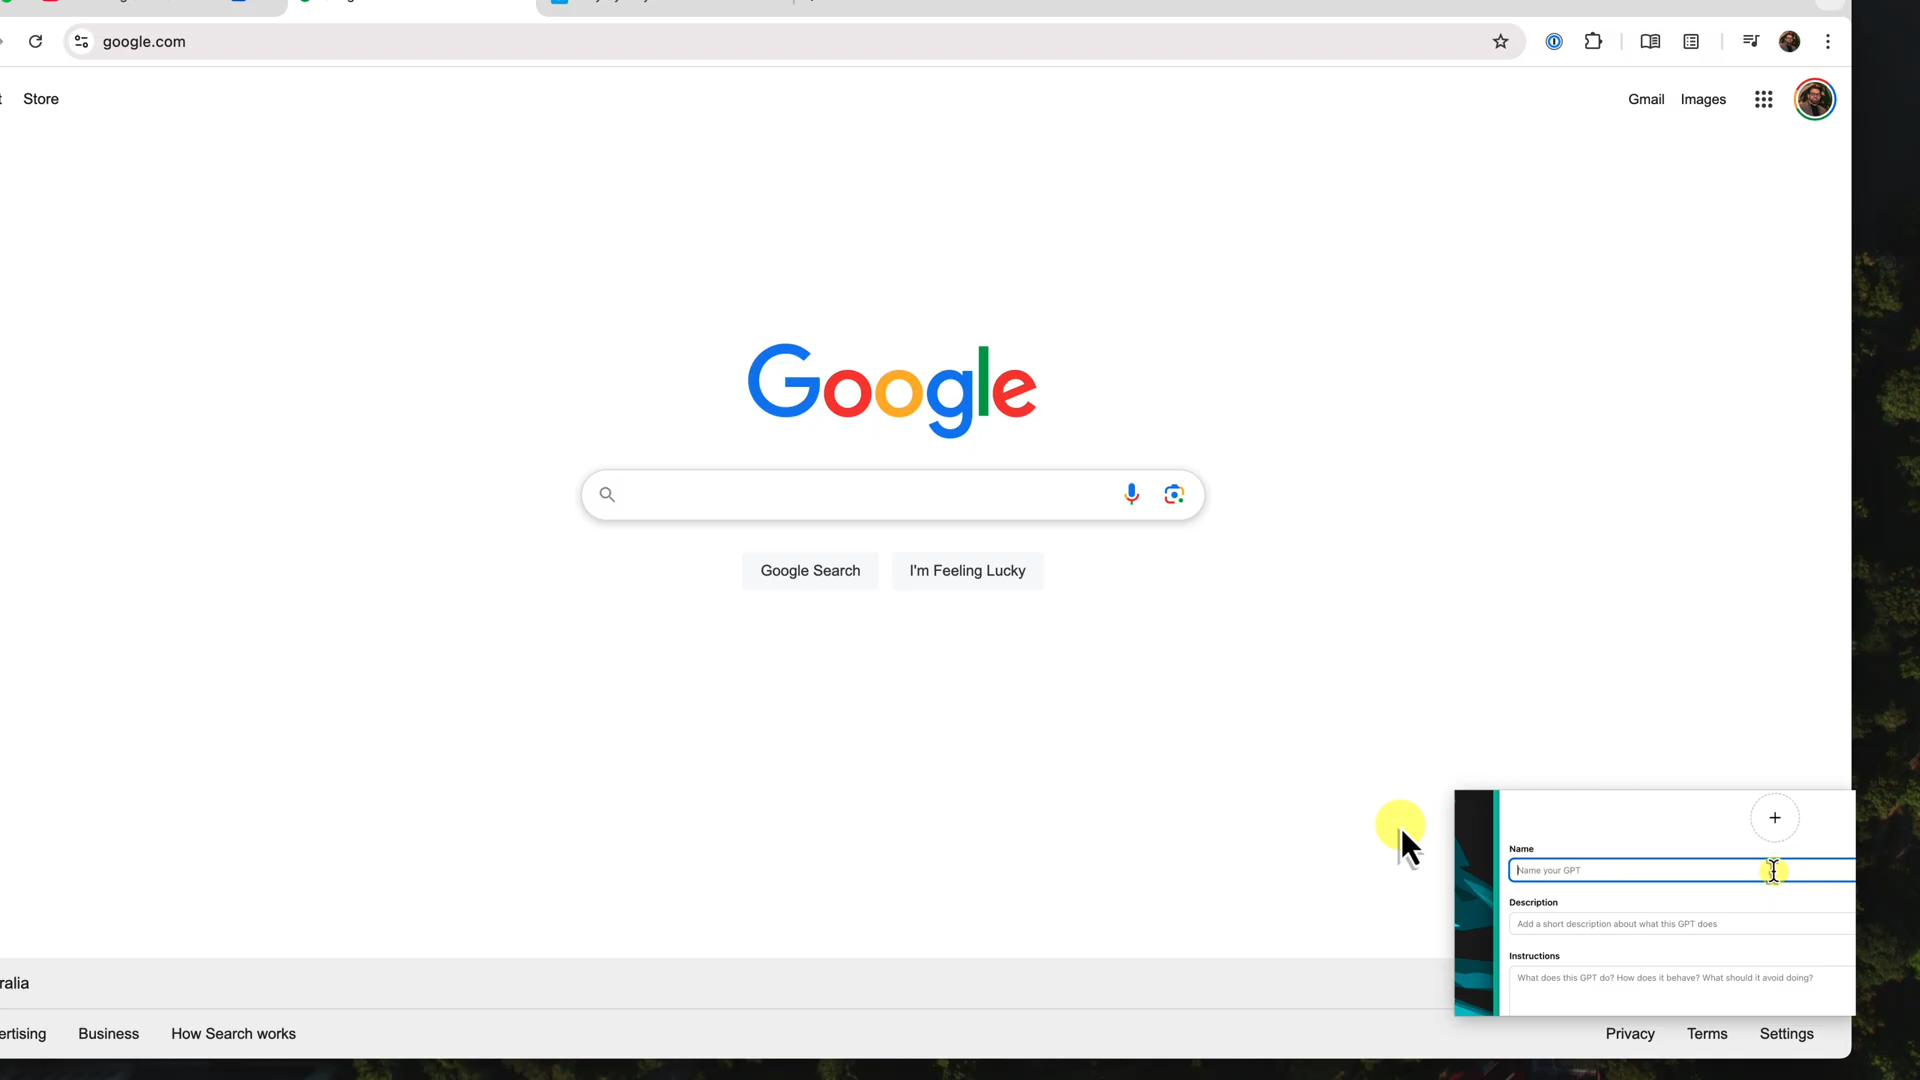 google.com
Store
Gmail
Images
Google
Google Search
I'm Feeling Lucky
Name
Name your GPT
Description
Add a short description about what this GPT does
Instructions
What does this GPT do? How does it behave? What should it avoid doing?
ralia
ertising
Business
How Search works
Privacy
Terms
Settings